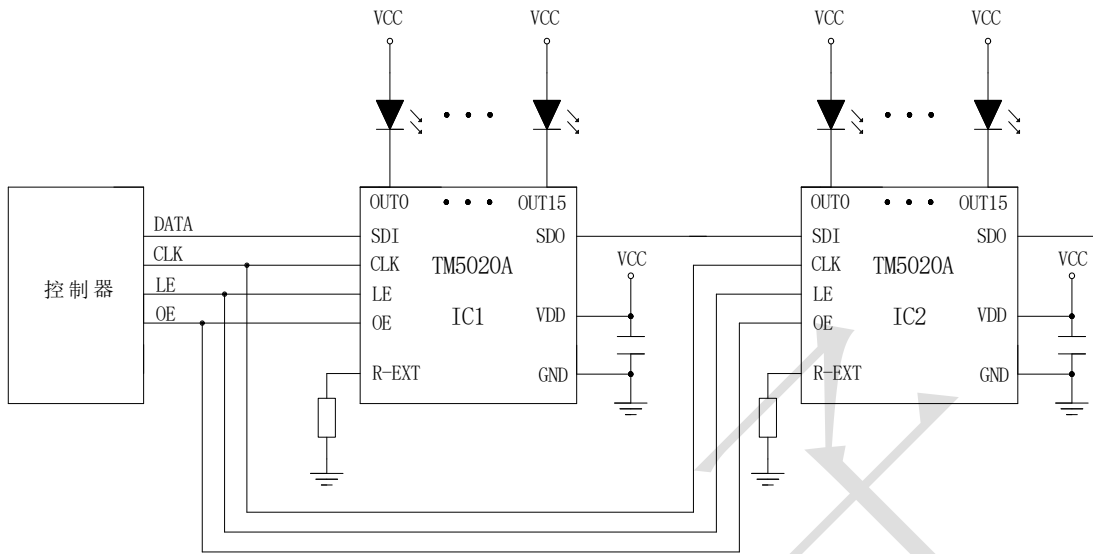 VCC VCC VCC VCC
OUT0 OUT15 OUT0 OUT15
DATA SDI SDO SDI SDO
CLK CLK TM5020A VCC CLK TM5020A VCC
控制器 LE LE LE
OE OE IC1 VDD OE IC2 VDD
R-EXT GND R-EXT GND